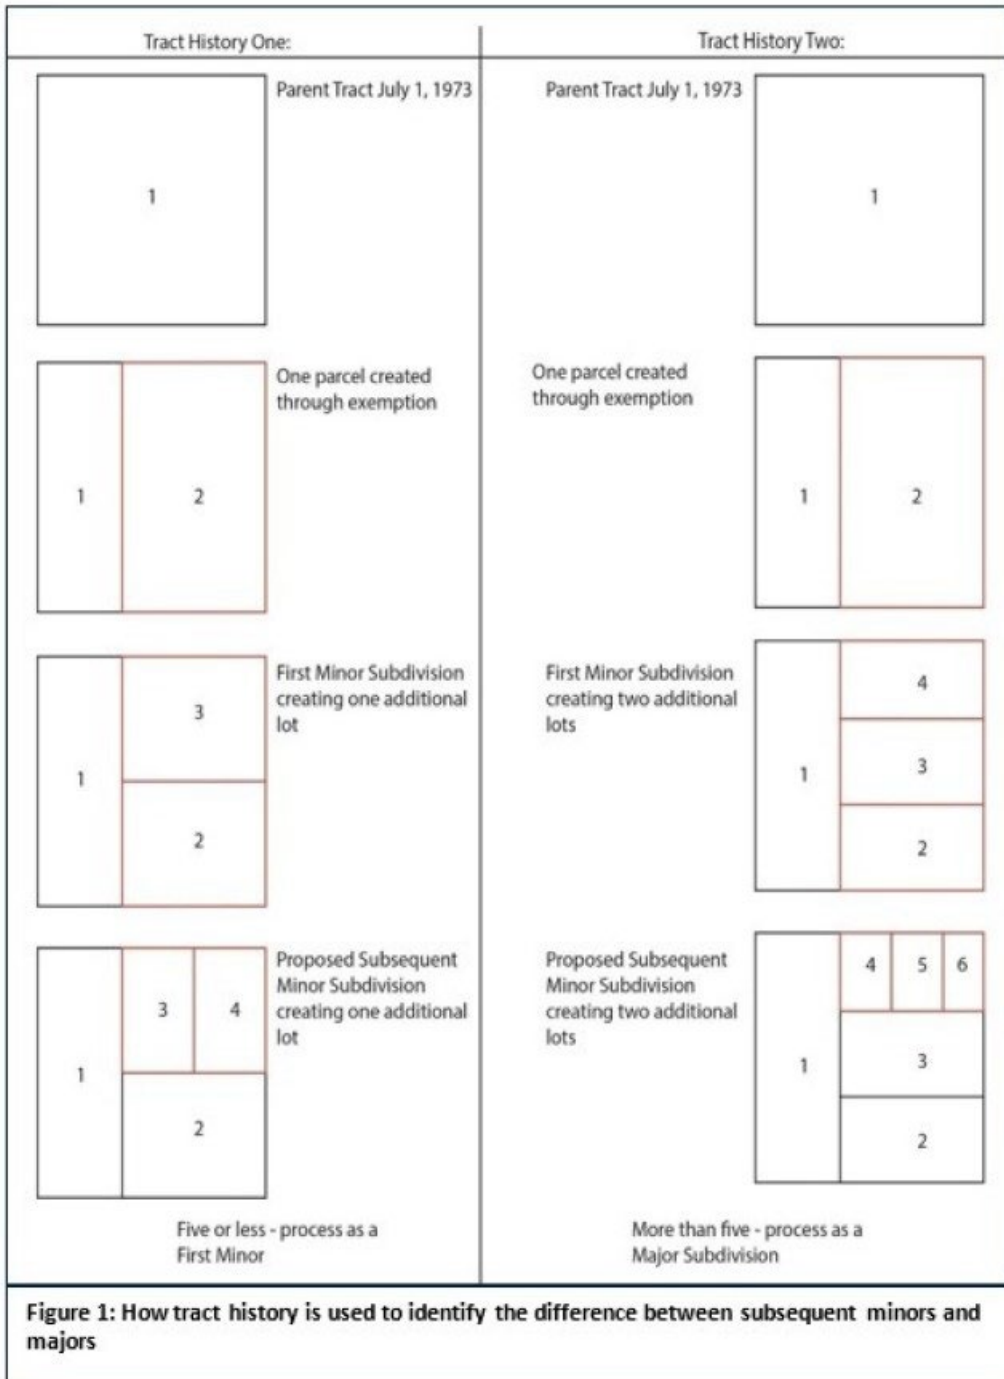 Tract History One:
Parent Tract July 1, 1973
1
One parcel created
through exemption
1
2
First Minor Subdivision
creating one additional
lot
3
1
2
Proposed Subsequent
Minor Subdivision
creating one additional
lot
3
4
1
2
Five or less - process as a
First Minor
Tract History Two:
Parent Tract July 1, 1973
1
One parcel created
through exemption
1
2
First Minor Subdivision
creating two additional
lots
4
3
1
2
Proposed Subsequent
Minor Subdivision
creating two additional
lots
4
5
6
3
1
2
More than five - process as a
Major Subdivision
Figure 1: How tract history is used to identify the difference between subsequent minors and
majors